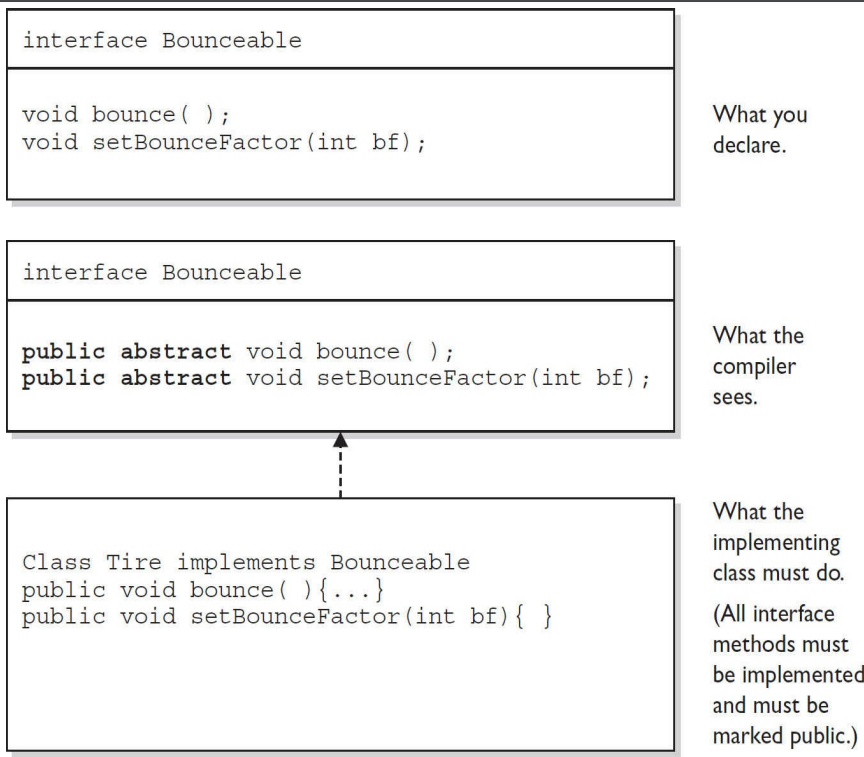 interface Bounceable
void bounce( );
void setBounceFactor(int bf);
What you
declare.
interface Bounceable
public abstract void bounce( );
public abstract void setBounceFactor(int bf);
What the
compiler
sees.
Class Tire implements Bounceable
public void bounce( ){...}
public void setBounceFactor(int bf){ }
What the
implementing
class must do.
(All interface
methods must
be implemented
and must be
marked public.)